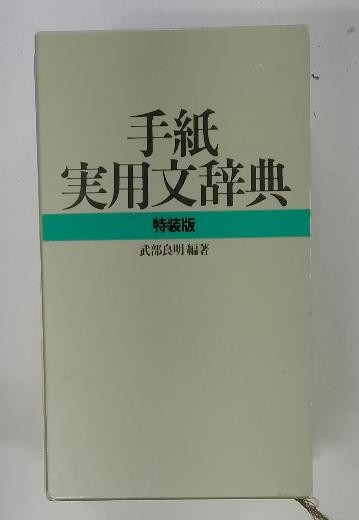 手紙
実用文辞典
特装版
武部良明 編著